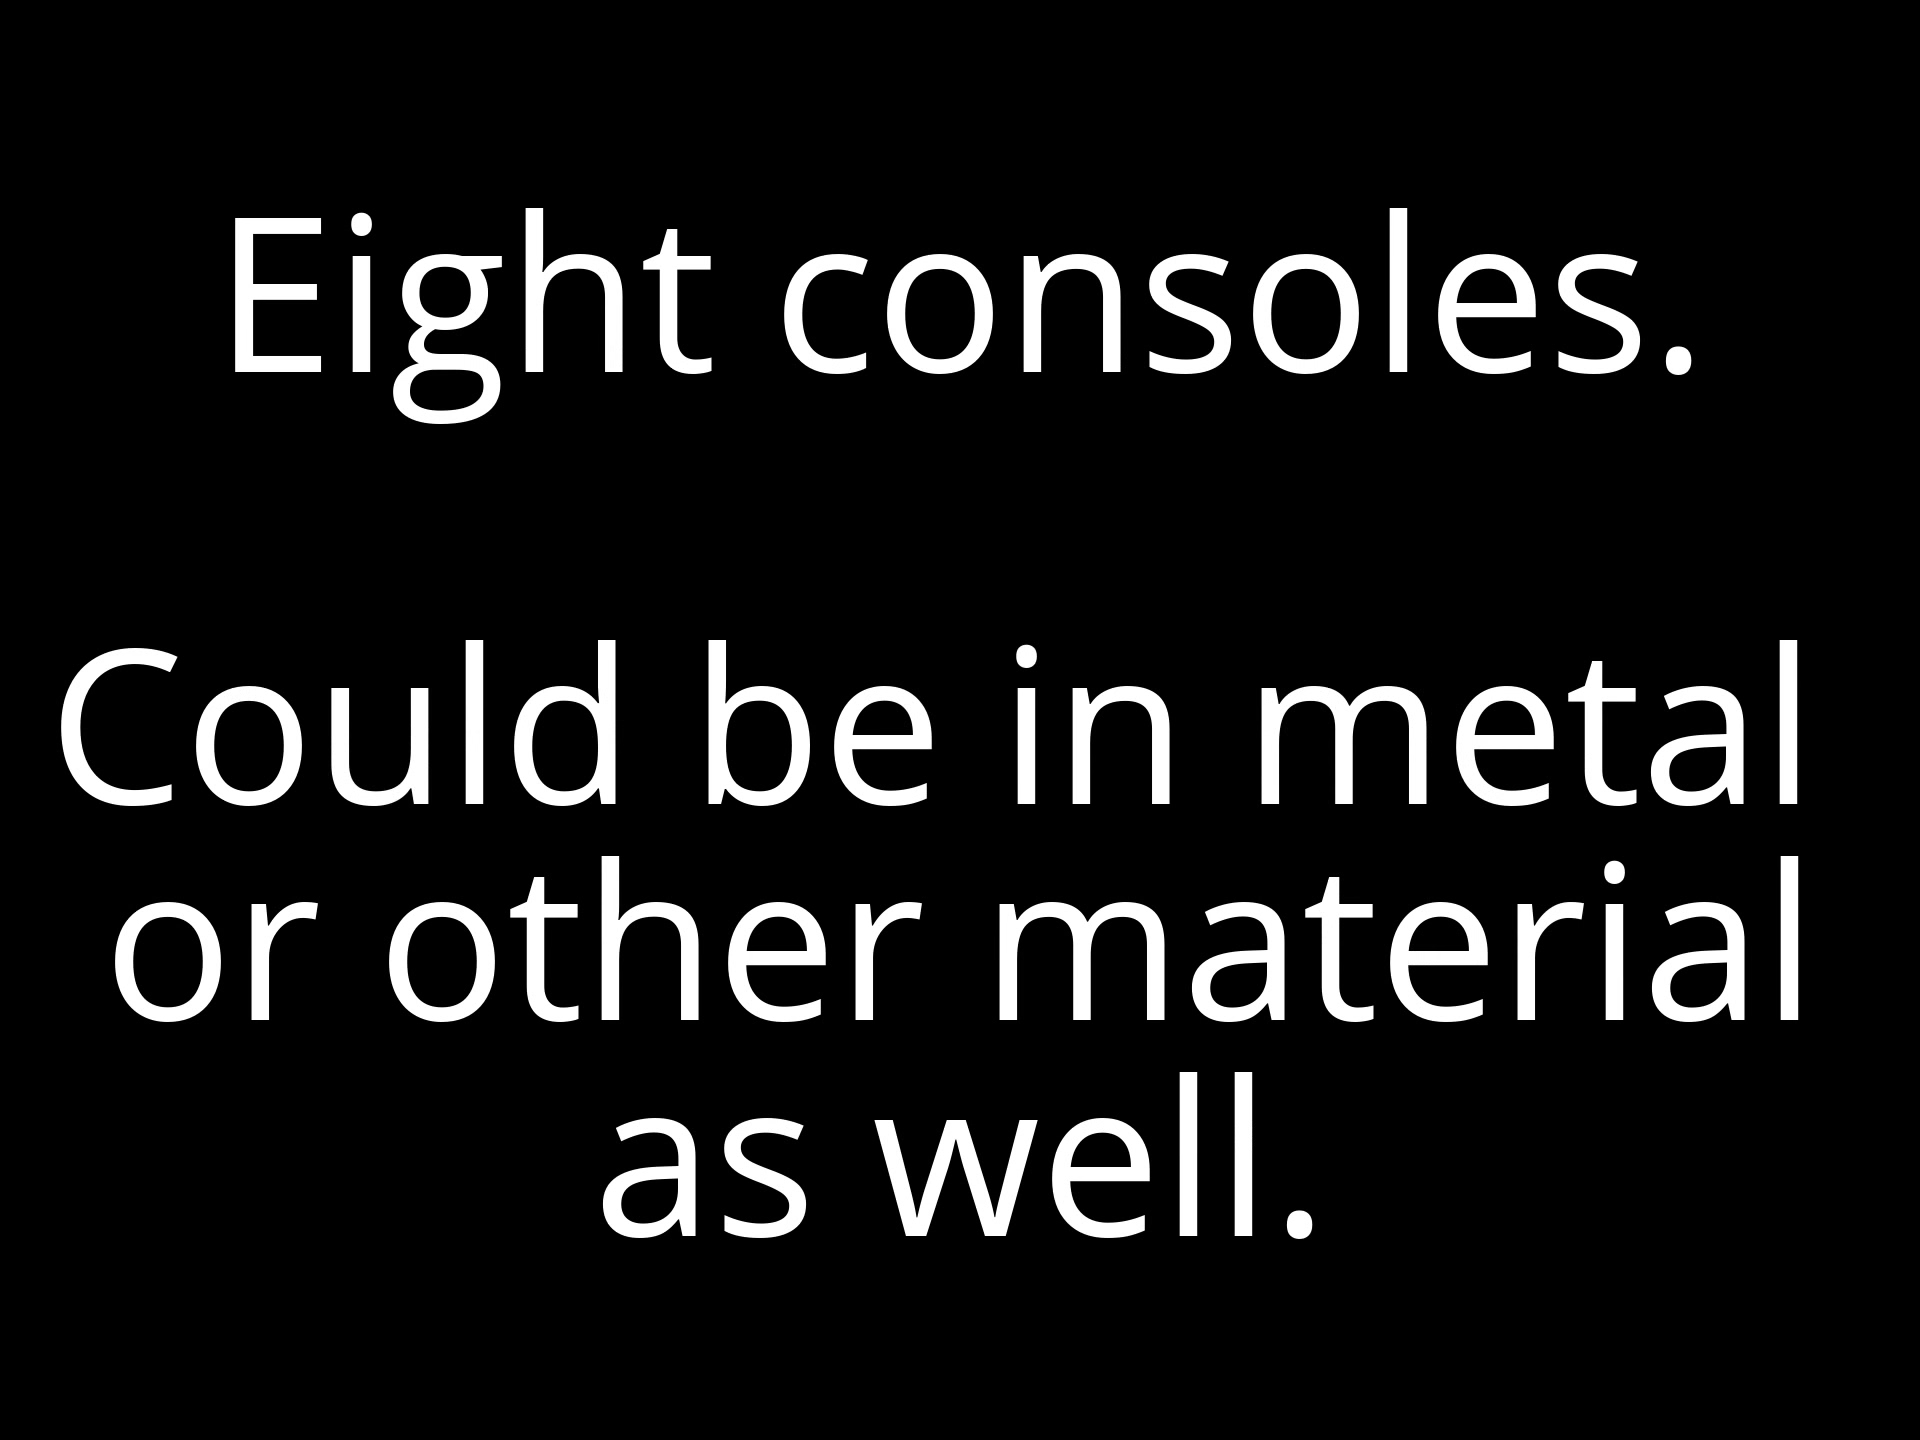 Eight consoles.
Could be in metal
or other material
as well.